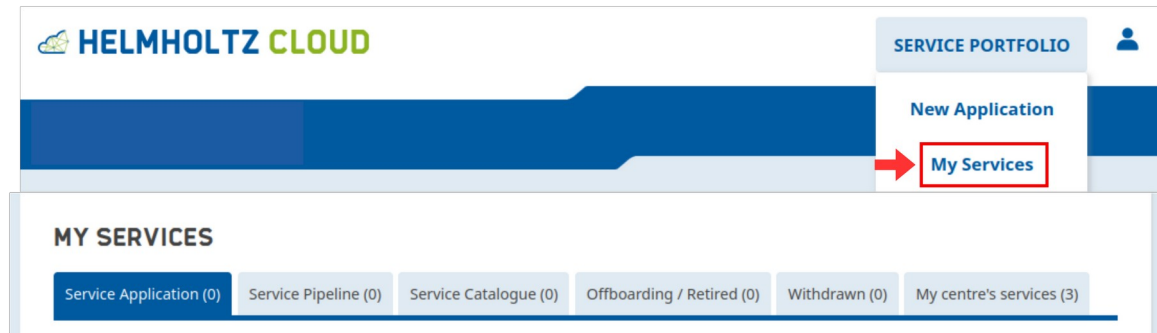 HELMHOLTZ CLOUD
SERVICE PORTFOLIO
New Application
My Services
MY SERVICES
Service Application (0) Service Pipeline (0) Service Catalogue (0) Offboarding / Retired (0) Withdrawn (0) My centre's services (3)